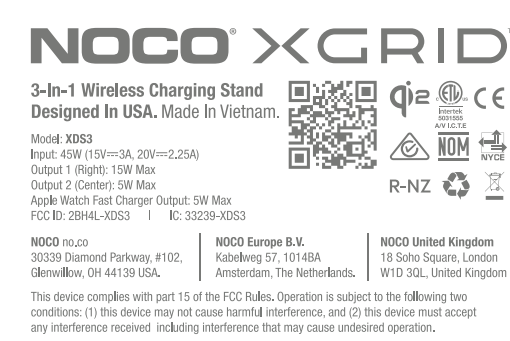 NOCO® XGRID
3-In-1 Wireless Charging Stand
Designed In USA. Made In Vietnam.
Model: XDS3
Input: 45W (15V⎓3A, 20V⎓2.25A)
Output 1 (Right): 15W Max
Output 2 (Center): 5W Max
Apple Watch Fast Charger Output: 5W Max
FCC ID: 2BH4L-XDS3 | IC: 33239-XDS3
qi2
c ETL
Intertek
5031555
A/V I.C.T.E
CE
NOM
NYCE
R-NZ
NOCO no.co
30339 Diamond Parkway, #102,
Glenwillow, OH 44139 USA.
NOCO Europe B.V.
Kabelweg 57, 1014BA
Amsterdam, The Netherlands.
NOCO United Kingdom
18 Soho Square, London
W1D 3QL, United Kingdom
This device complies with part 15 of the FCC Rules. Operation is subject to the following two
conditions: (1) this device may not cause harmful interference, and (2) this device must accept
any interference received including interference that may cause undesired operation.